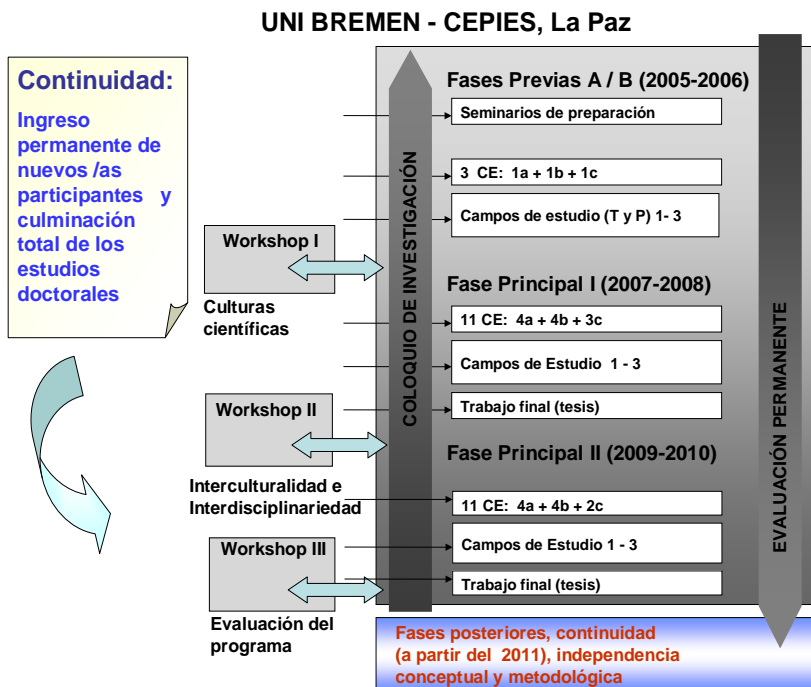 UNI BREMEN - CEPIES, La Paz
Continuidad:
Ingreso
permanente de
nuevos /as
participantes y
culminación
total de los
estudios
doctorales
Workshop I
Culturas
científicas
Workshop II
Interculturalidad e
Interdisciplinariedad
Workshop III
Evaluación del
programa
COLOQUIO DE INVESTIGACIÓN
Fases Previas A / B (2005-2006)
Seminarios de preparación
3 CE: 1a + 1b + 1c
Campos de estudio (T y P) 1- 3
Fase Principal I (2007-2008)
11 CE: 4a + 4b + 3c
Campos de Estudio 1 - 3
Trabajo final (tesis)
Fase Principal II (2009-2010)
11 CE: 4a + 4b + 2c
Campos de Estudio 1 - 3
Trabajo final (tesis)
EVALUACIÓN PERMANENTE
Fases posteriores, continuidad
(a partir del 2011), independencia
conceptual y metodológica